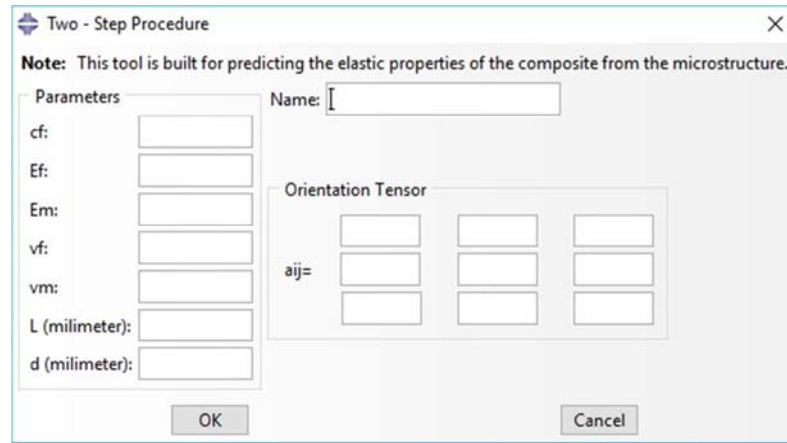 Two - Step Procedure
Note: This tool is built for predicting the elastic properties of the composite from the microstructure.
Parameters
Name:
cf:
Ef:
Em:
vf:
vm:
L (milimeter):
d (milimeter):
Orientation Tensor
aij=
OK
Cancel